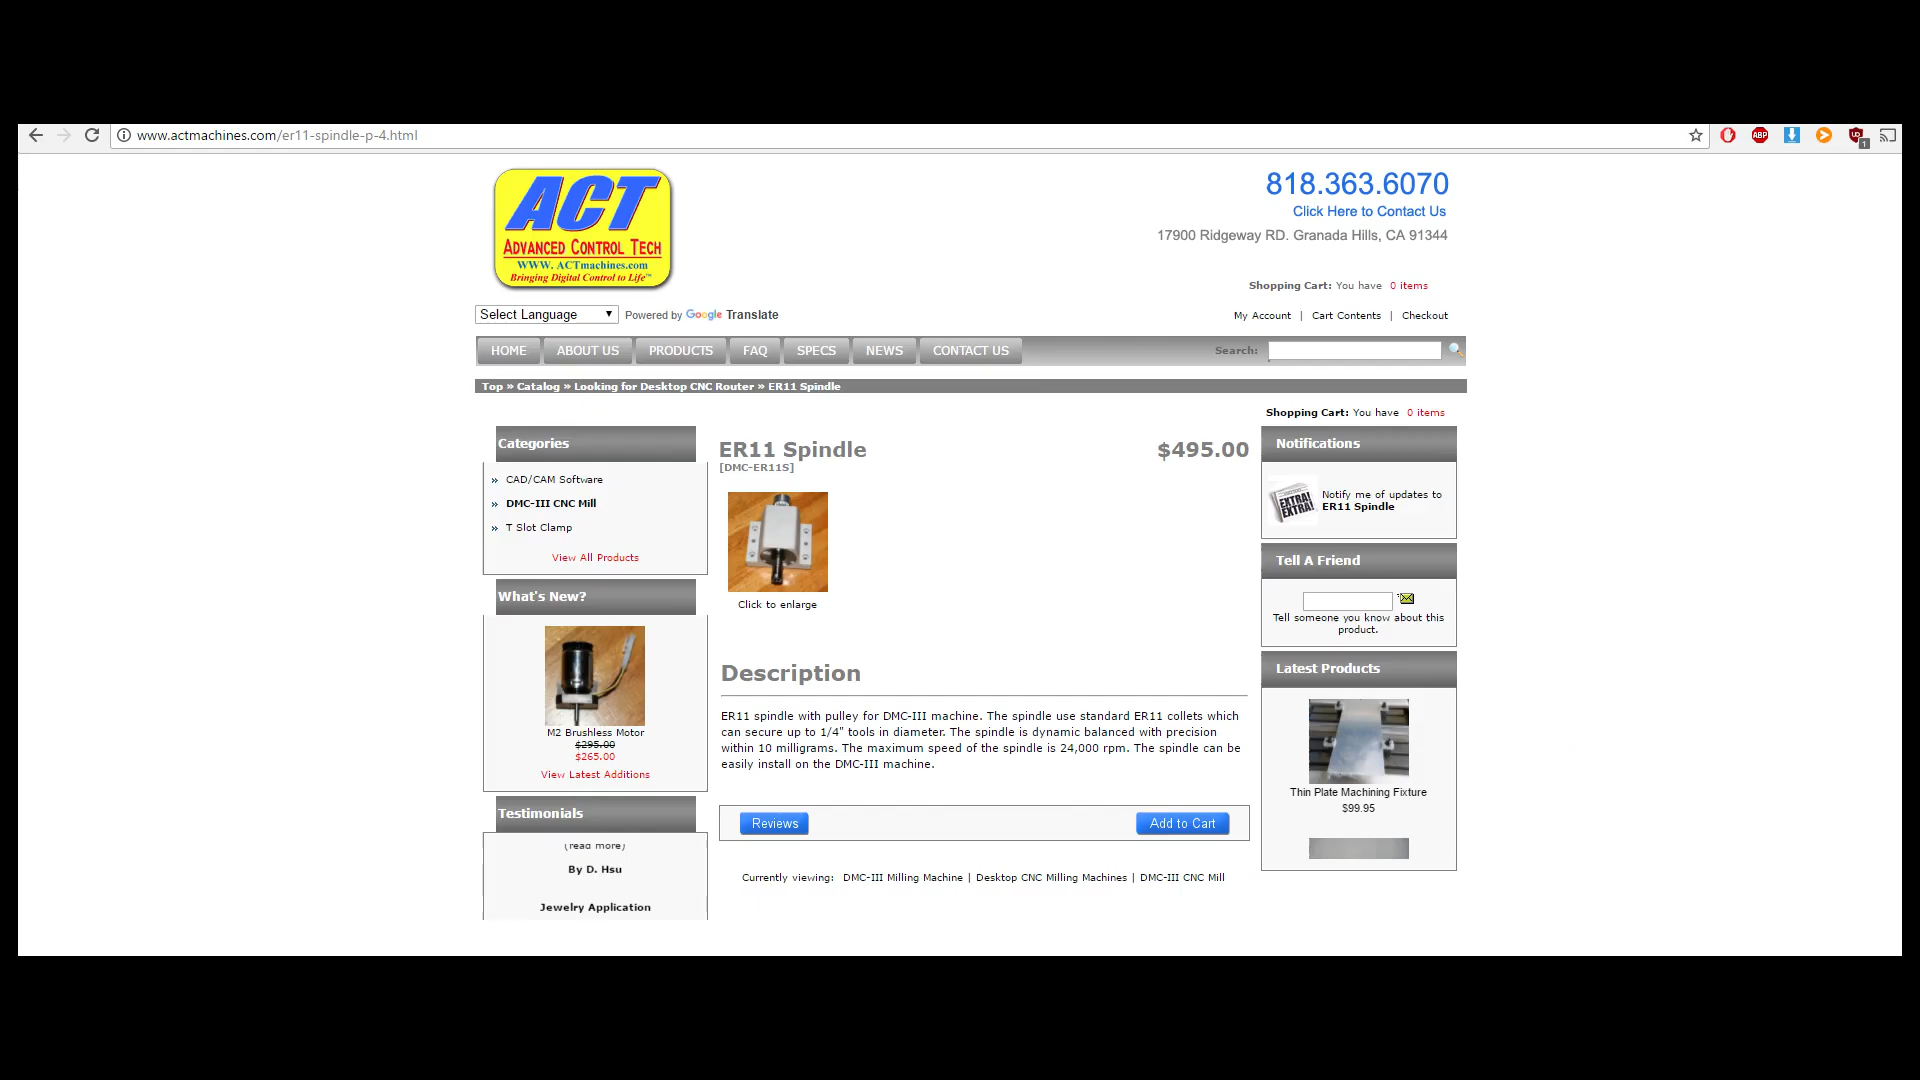 www.actmachines.com/er11-spindle-p-4.html
ABP
1
ACT
ADVANCED CONTROL TECH
WWW. ACTmachines.com
Bringing Digital Control to Life™
818.363.6070
Click Here to Contact Us
17900 Ridgeway RD. Granada Hills, CA 91344
Shopping Cart: You have 0 items
Select Language
Powered by Google Translate
My Account | Cart Contents | Checkout
HOME ABOUT US PRODUCTS FAQ SPECS NEWS CONTACT US Search:
Top » Catalog » Looking for Desktop CNC Router » ER11 Spindle
Shopping Cart: You have 0 items
Categories
» CAD/CAM Software
» DMC-III CNC Mill
» T Slot Clamp
View All Products
What's New?
M2 Brushless Motor
$295.00
$265.00
View Latest Additions
Testimonials
(read more)
By D. Hsu
Jewelry Application
ER11 Spindle $495.00
[DMC-ER11S]
Click to enlarge
Description
ER11 spindle with pulley for DMC-III machine. The spindle use standard ER11 collets which
can secure up to 1/4" tools in diameter. The spindle is dynamic balanced with precision
within 10 milligrams. The maximum speed of the spindle is 24,000 rpm. The spindle can be
easily install on the DMC-III machine.
Reviews Add to Cart
Currently viewing: DMC-III Milling Machine | Desktop CNC Milling Machines | DMC-III CNC Mill
Notifications
EXTRA!
EXTRA!
Notify me of updates to
ER11 Spindle
Tell A Friend
Tell someone you know about this
product.
Latest Products
Thin Plate Machining Fixture
$99.95